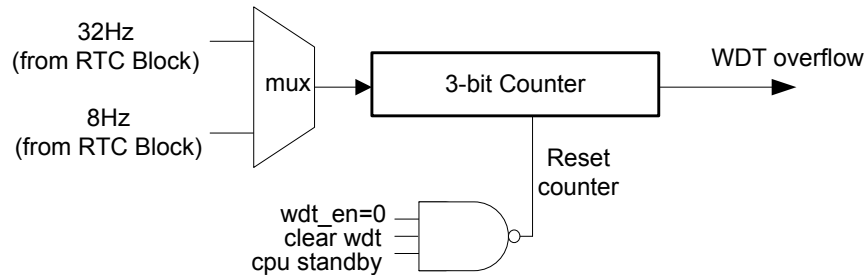 32Hz
(from RTC Block)
mux
3-bit Counter
WDT overflow
8Hz
(from RTC Block)
Reset
counter
wdt_en=0
clear wdt
cpu standby